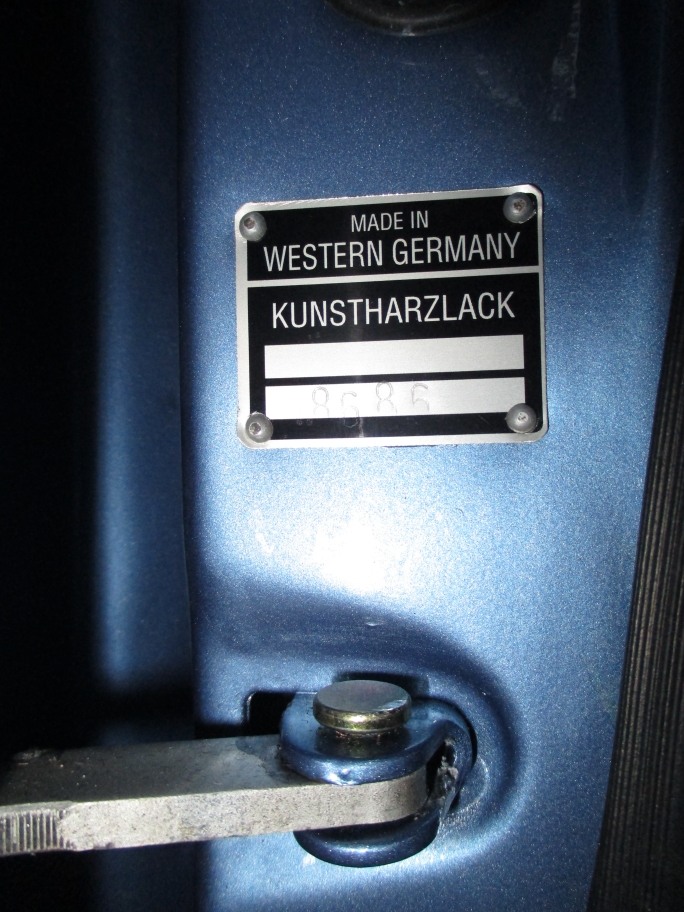 MADE IN
WESTERN GERMANY
KUNSTHARZLACK
8686